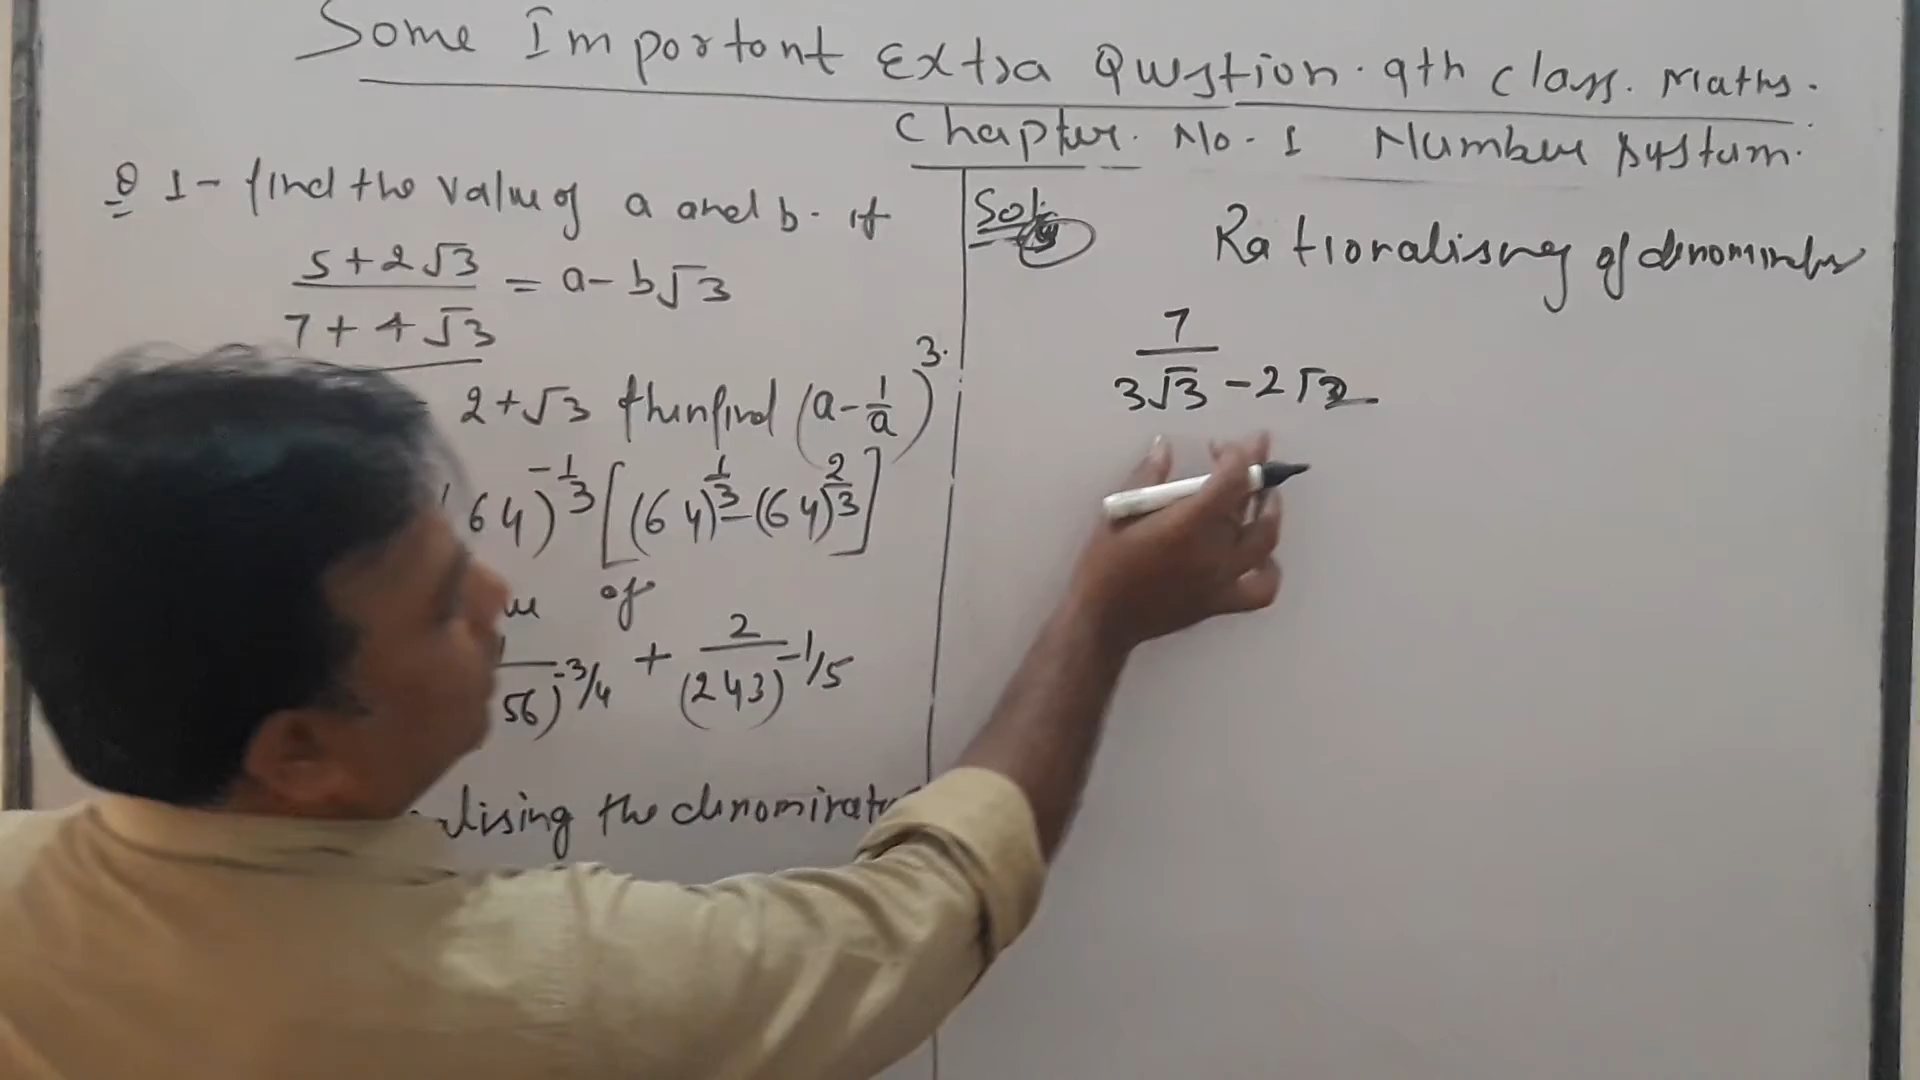 Some Important Extra Question. 9th class. Maths.
Chapter. No. 1 Number System.
Q 1- find the value of a and b. if
5+2√3 / 7+4√3 = a-b√3
2+√3 then find (a-1/a)^3.
64)^-1/3 [(64)^1/3-(64)^2/3]
of
56)^-3/4 + 2/(243)^-1/5
lising the denominator
Sol:
Rationalising of denominator
7 / 3√3 - 2√2